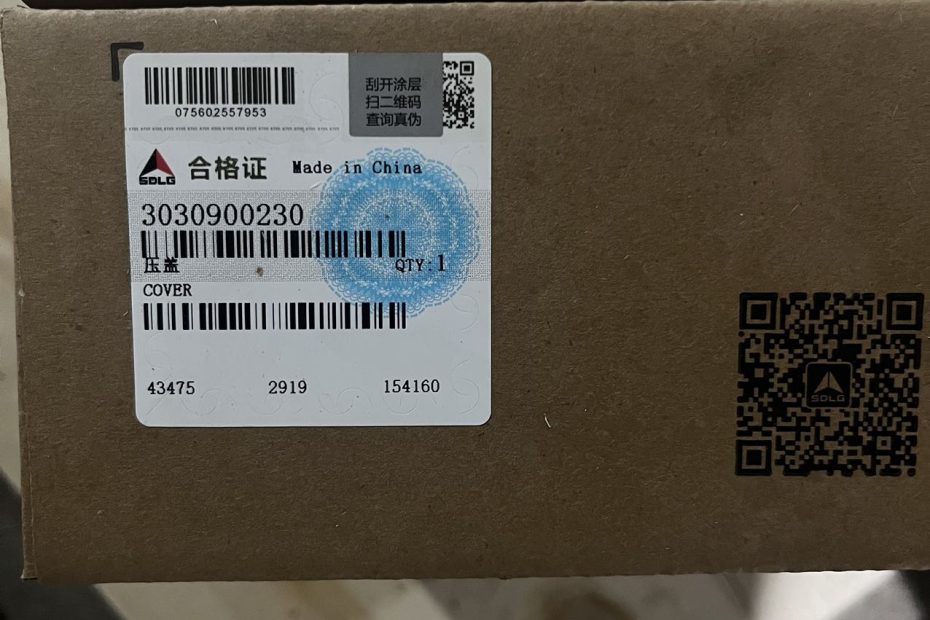 075602557953
刮开涂层
扫二维码
查询真伪
SDLG
合格证 Made in China
3030900230
压盖
QTY:1
COVER
43475 2919 154160
SDLG